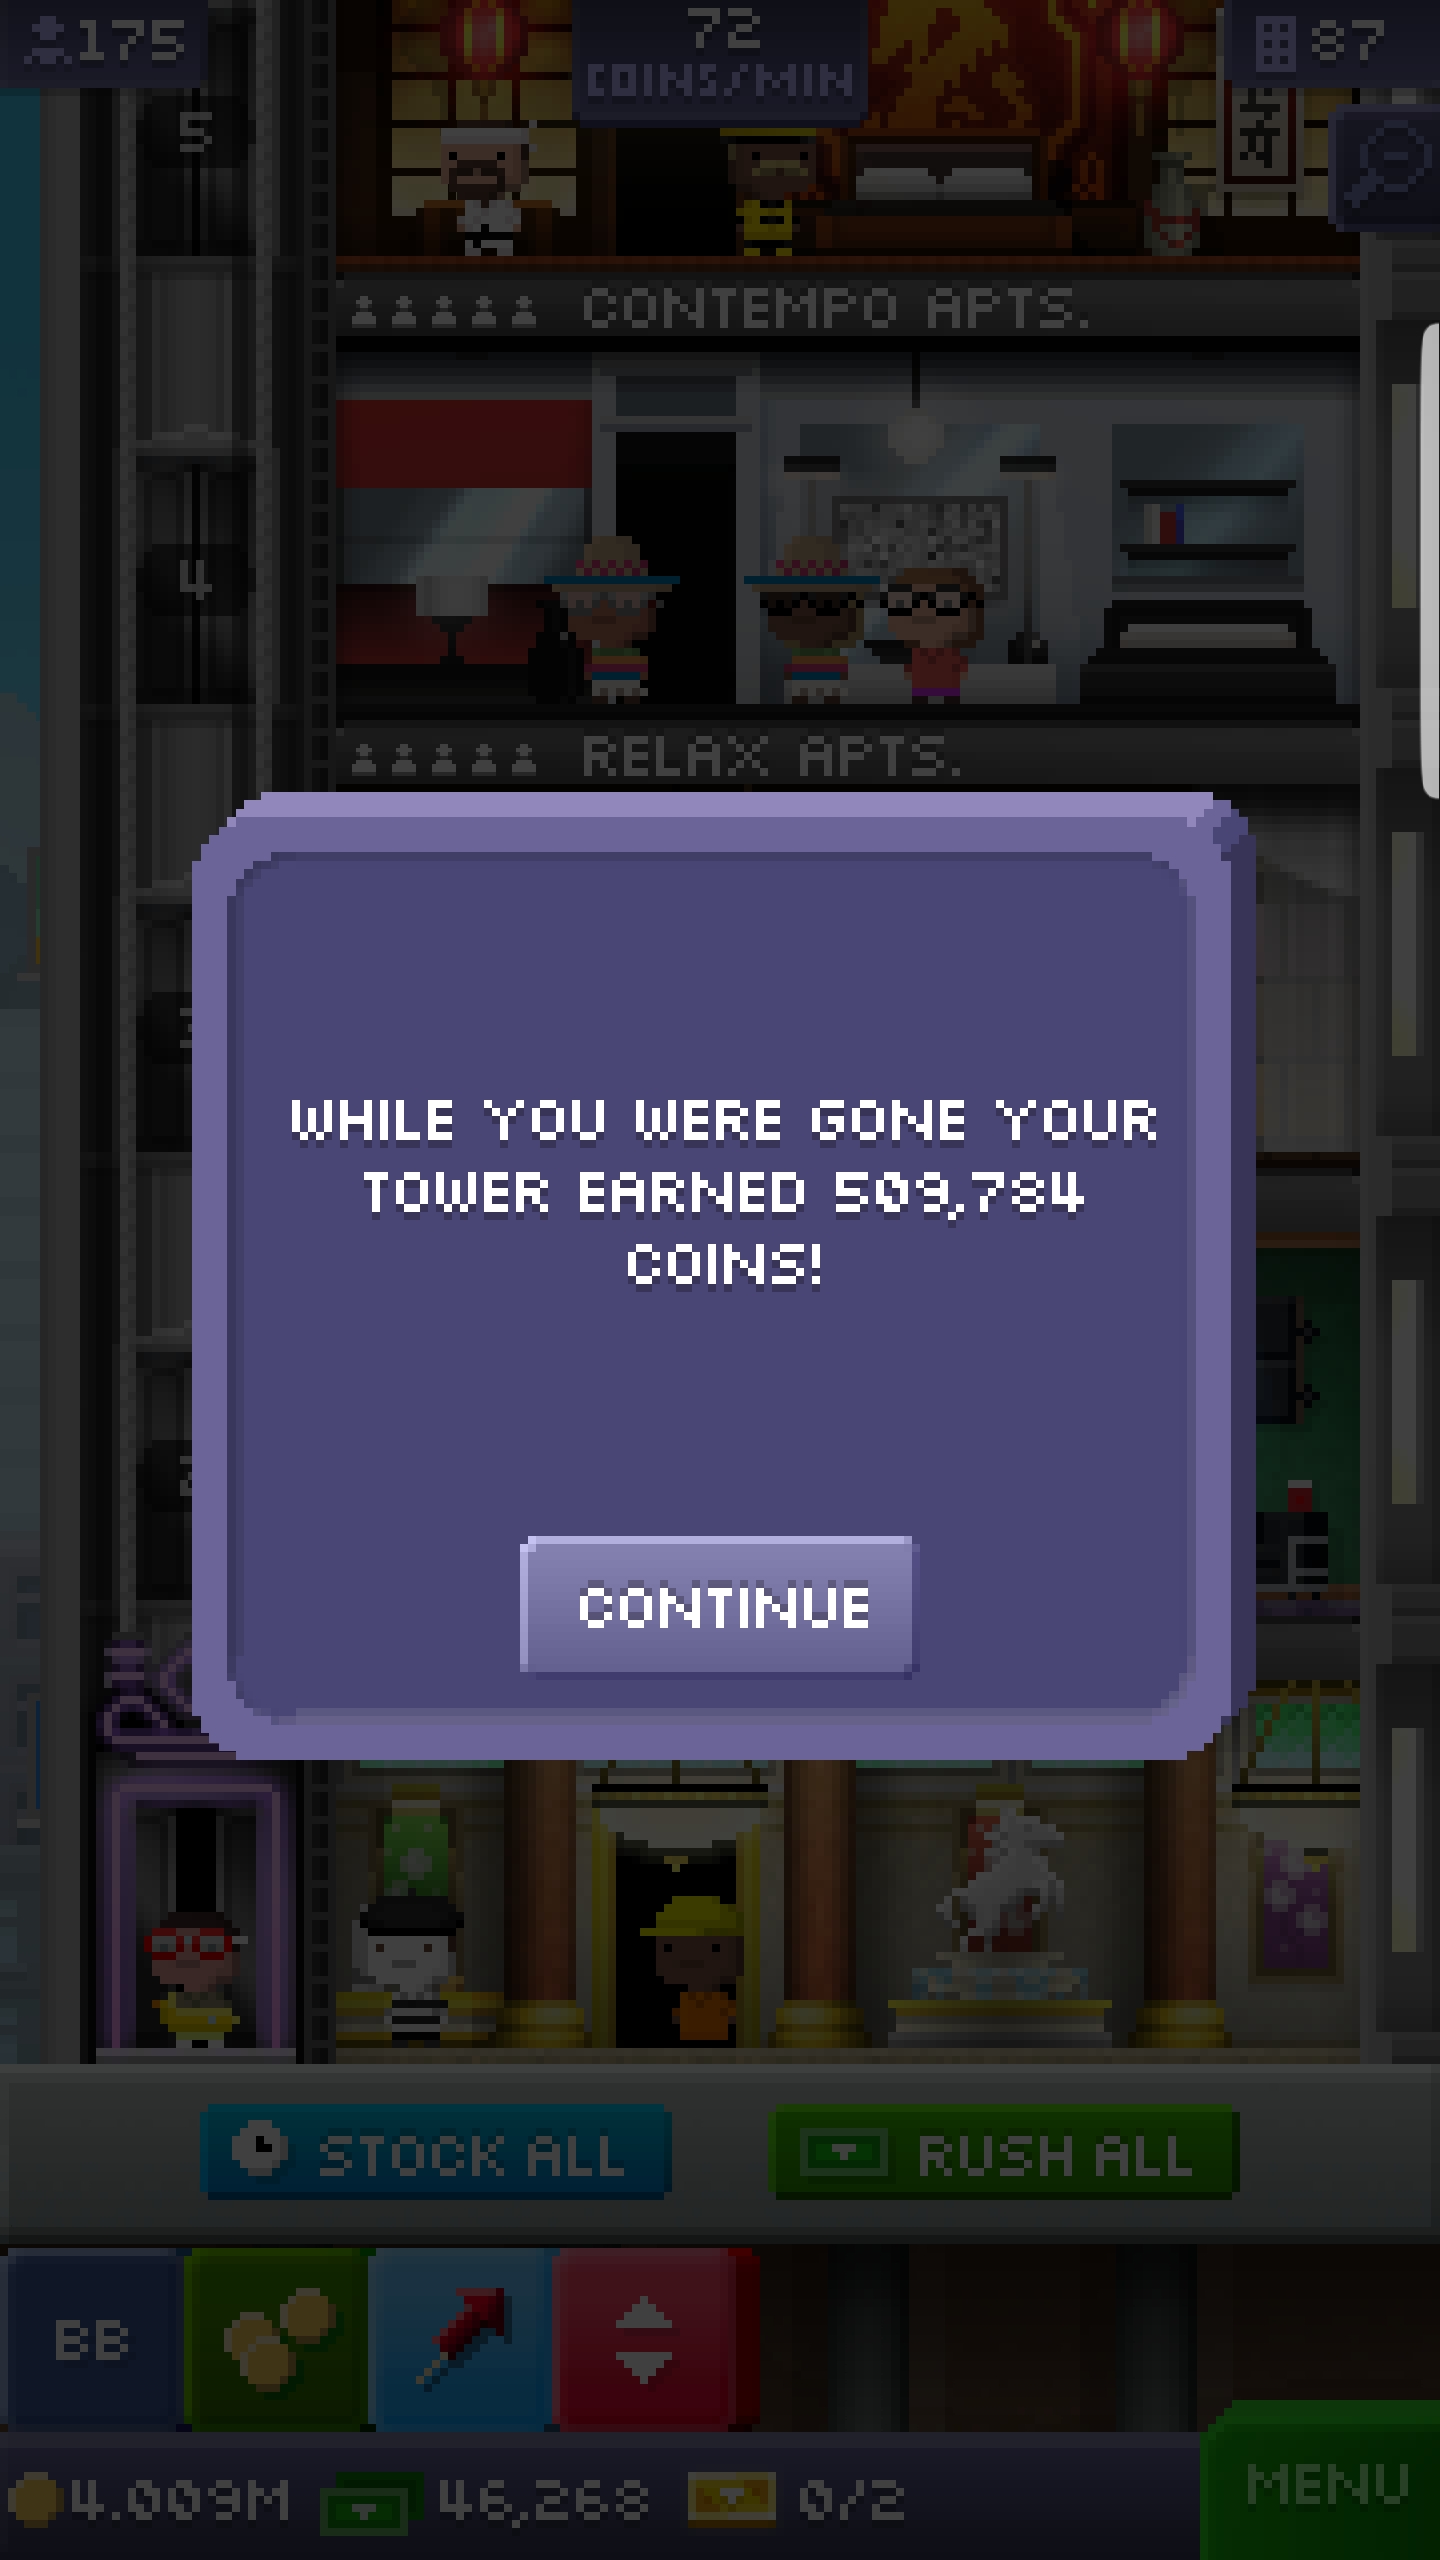 175
72
COINS/MIN
87
5
CONTEMPO APTS.
4
RELAX APTS.
WHILE YOU WERE GONE YOUR
TOWER EARNED 509,784
COINS!
CONTINUE
STOCK ALL
RUSH ALL
BB
4.009M
46,268
0/2
MENU